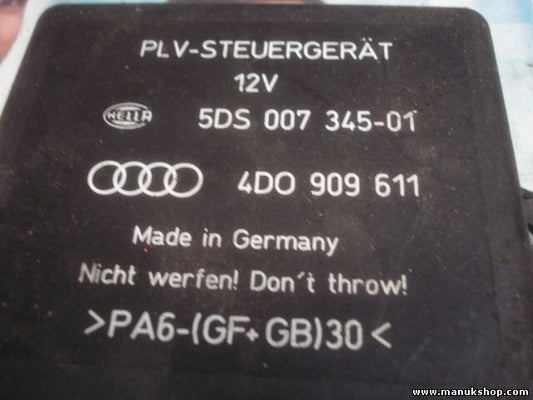 PLV-STEUERGERÄT
12V
HELLA 5DS 007 345-01
4D0 909 611
Made in Germany
Nicht werfen! Don´t throw!
>PA6-(GF+GB)30<
www.manukshop.com